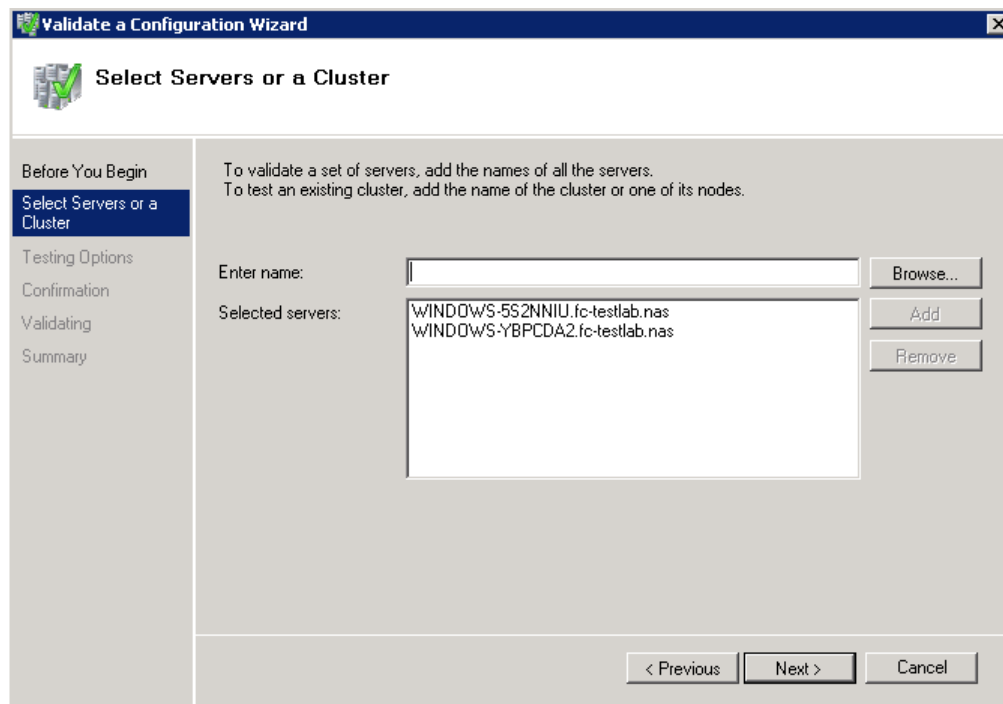 Validate a Configuration Wizard
Select Servers or a Cluster
Before You Begin
Select Servers or a
Cluster
Testing Options
Confirmation
Validating
Summary
To validate a set of servers, add the names of all the servers.
To test an existing cluster, add the name of the cluster or one of its nodes.
Enter name:
Browse...
Selected servers:
WINDOWS-5S2NNIU.fc-testlab.nas
WINDOWS-YBPCDA2.fc-testlab.nas
Add
Remove
< Previous
Next >
Cancel